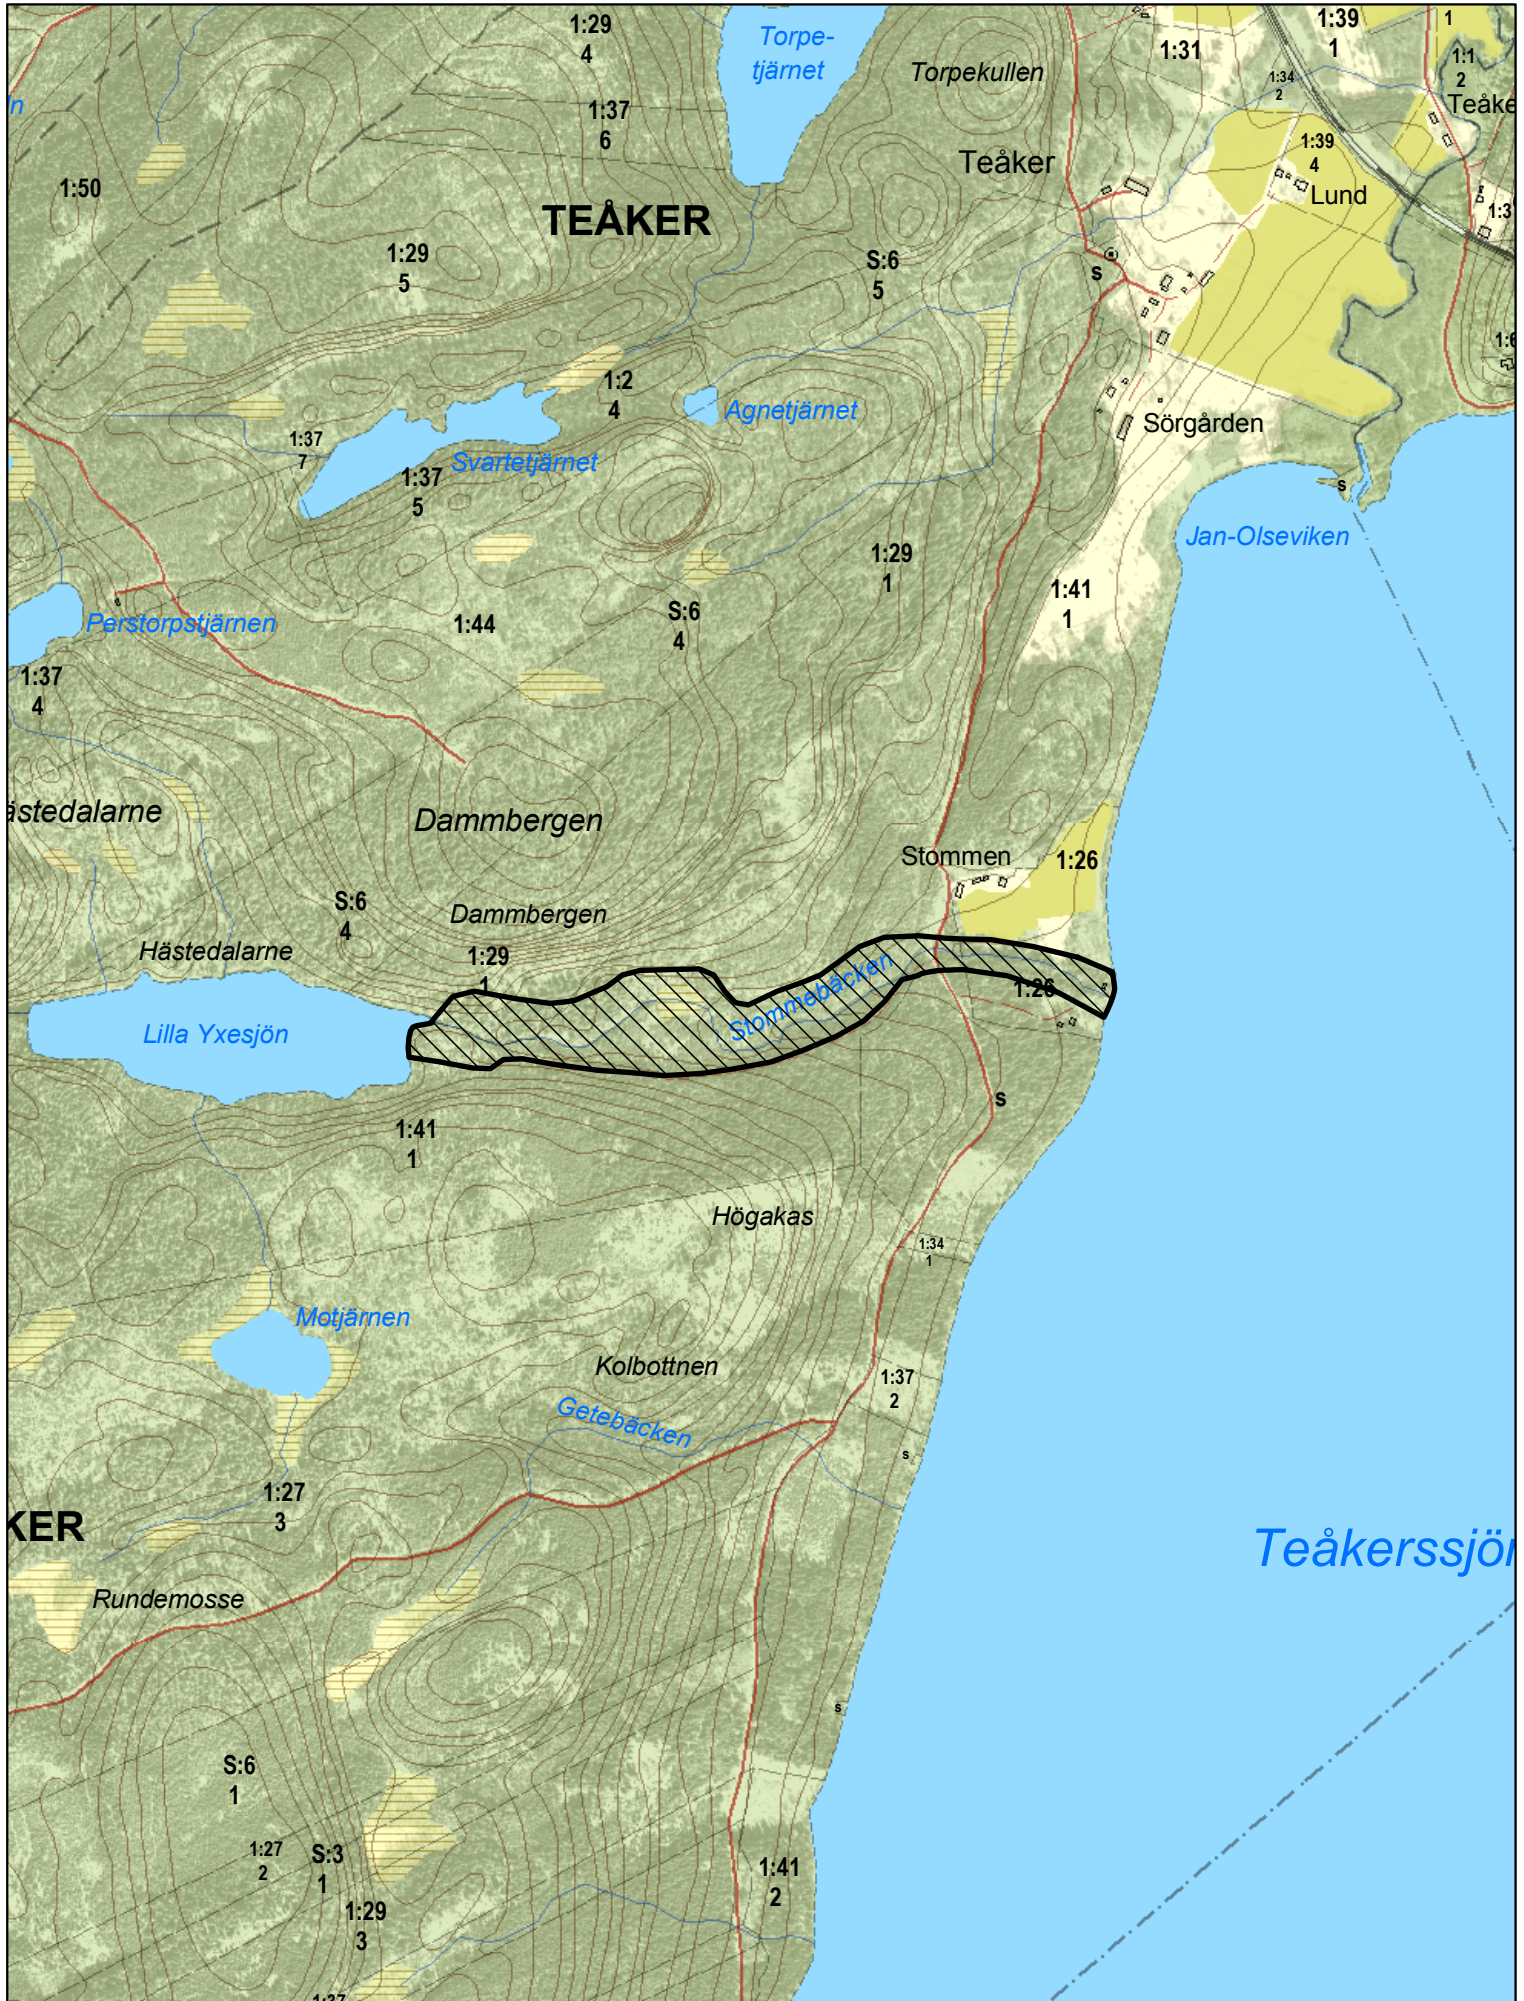 1:29
4
Torpe-
tjärnet
Torpekullen
1:31
1:39
1
1
1:1
2
1:34
2
1:37
6
Teåker
1:39
4
Lund
1:50
TEÅKER
1:29
5
S:6
5
s
1:2
4
Agnetjärnet
Sörgården
1:37
7
Svartetjärnet
1:37
5
s
Jan-Olseviken
1:29
1
1:41
1
s
Perstorpstjärnen
1:44
S:6
4
1:37
4
ästedalarne
Dammbergen
Stommen
1:26
S:6
4
Dammbergen
Hästedalarne
1:29
1
Stommebäcken
1:26
s
Lilla Yxesjön
s
1:41
1
Högakas
1:34
1
Motjärnen
Kolbottnen
1:37
2
Getebäcken
s
1:27
3
KER
Teåkerssjön
Rundemosse
s
S:6
1
1:27
2
S:3
1
1:41
2
1:29
3